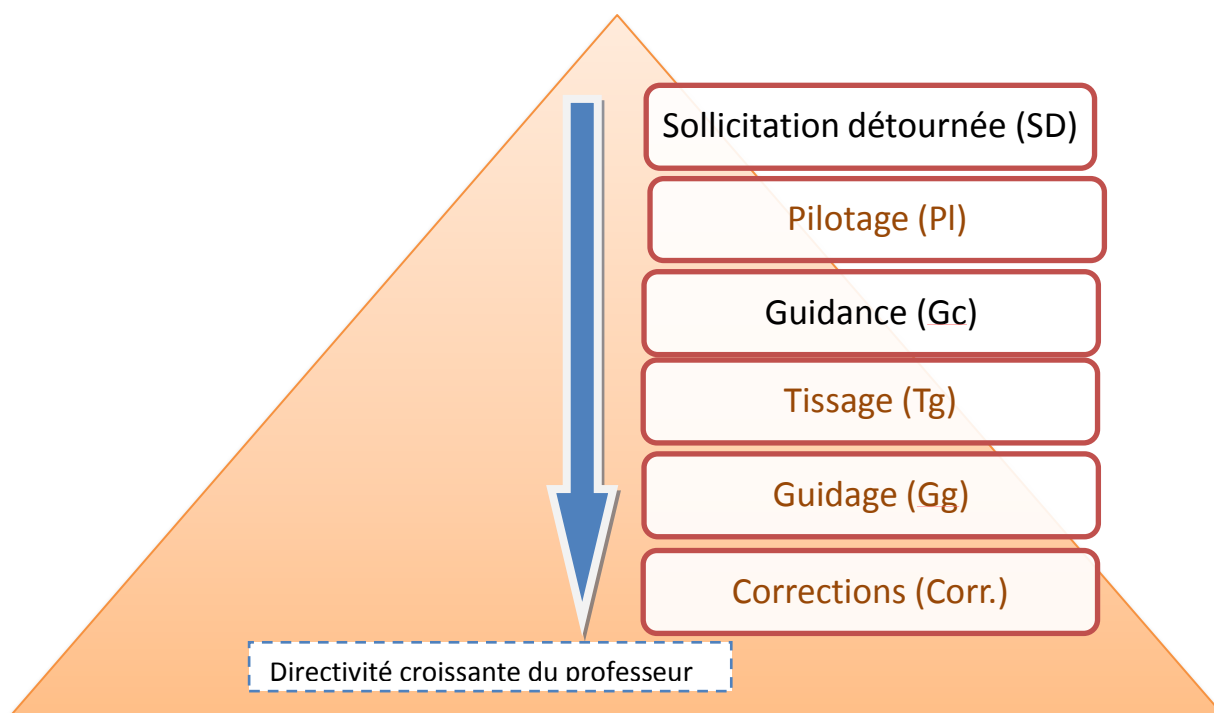 Sollicitation détournée (SD)
Pilotage (Pl)
Guidance (Gc)
Tissage (Tg)
Guidage (Gg)
Corrections (Corr.)
Directivité croissante du professeur